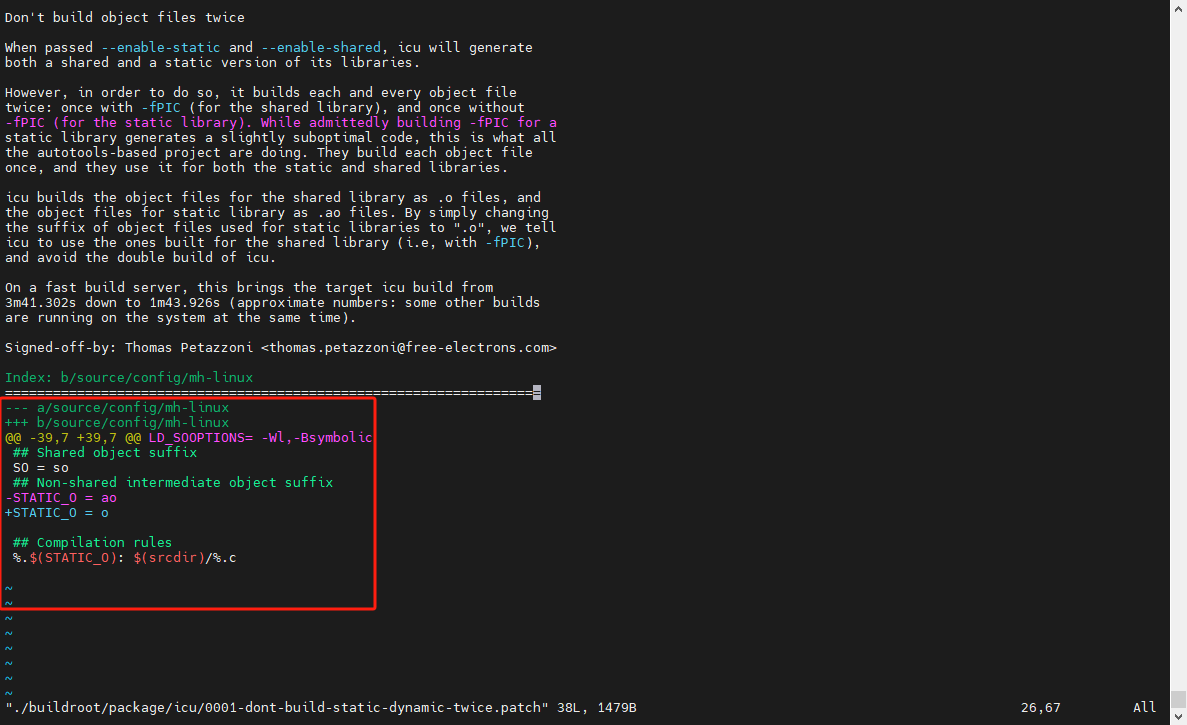 Don't build object files twice
When passed --enable-static and --enable-shared, icu will generate
both a shared and a static version of its libraries.
However, in order to do so, it builds each and every object file
twice: once with -fPIC (for the shared library), and once without
-fPIC (for the static library). While admittedly building -fPIC for a
static library generates a slightly suboptimal code, this is what all
the autotools-based project are doing. They build each object file
once, and they use it for both the static and shared libraries.
icu builds the object files for the shared library as .o files, and
the object files for static library as .ao files. By simply changing
the suffix of object files used for static libraries to ".o", we tell
icu to use the ones built for the shared library (i.e, with -fPIC),
and avoid the double build of icu.
On a fast build server, this brings the target icu build from
3m41.302s down to 1m43.926s (approximate numbers: some other builds
are running on the system at the same time).
Signed-off-by: Thomas Petazzoni <thomas.petazzoni@free-electrons.com>
Index: b/source/config/mh-linux
===================================================================
--- a/source/config/mh-linux
+++ b/source/config/mh-linux
@@ -39,7 +39,7 @@ LD_SOOPTIONS= -Wl,-Bsymbolic
 ## Shared object suffix
 SO = so
 ## Non-shared intermediate object suffix
-STATIC_O = ao
+STATIC_O = o
 ## Compilation rules
 %.$(STATIC_O): $(srcdir)/%.c
~
~
~
~
~
~
~
~
"./buildroot/package/icu/0001-dont-build-static-dynamic-twice.patch" 38L, 1479B 26,67 All